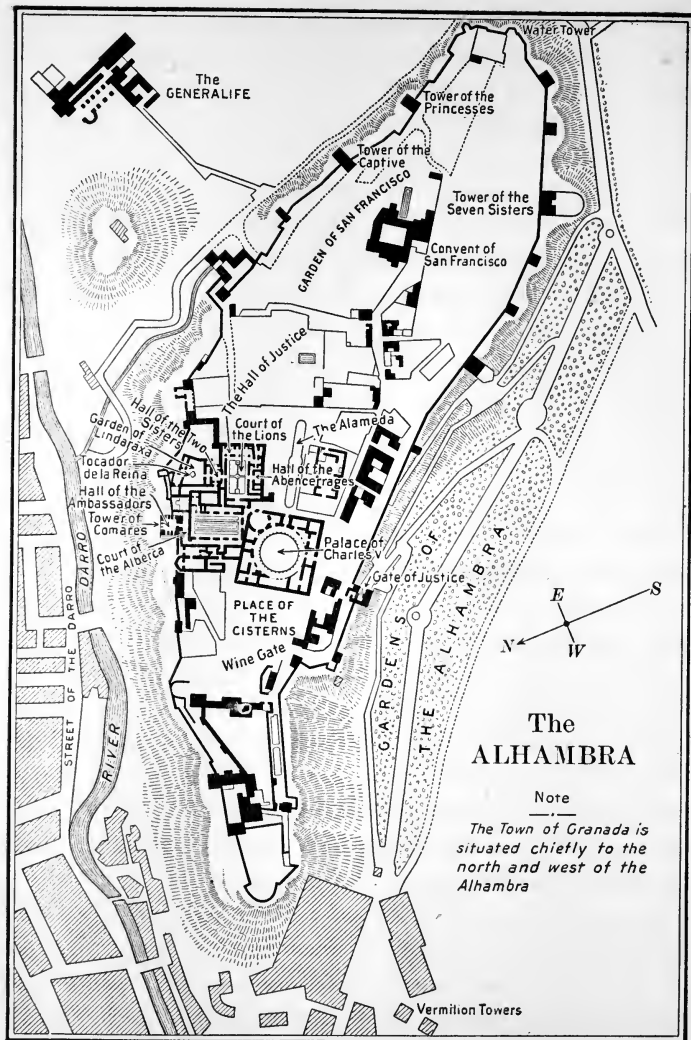 Water Tower
The
GENERALIFE
Tower of the
Princesses
Tower of the
Captive
GARDEN OF SAN FRANCISCO
Tower of the
Seven Sisters
Convent of
San Francisco
The Hall of Justice
Hall of the Two
Sisters
Garden of
Lindaraxa
Tocador
de la Reina
Hall of the
Ambassadors
Tower of
Comares
Court of
the Alberca
Court of
the Lions
The Alameda
Hall of the
Abencerrages
Palace of
Charles V
Gate of Justice
PLACE OF
THE
CISTERNS
Wine Gate
STREET OF THE DARRO
DARRO
RIVER
GARDENS OF
THE ALHAMBRA
E
S
N
W
The
ALHAMBRA
Note
The Town of Granada is
situated chiefly to the
north and west of the
Alhambra
Vermilion Towers